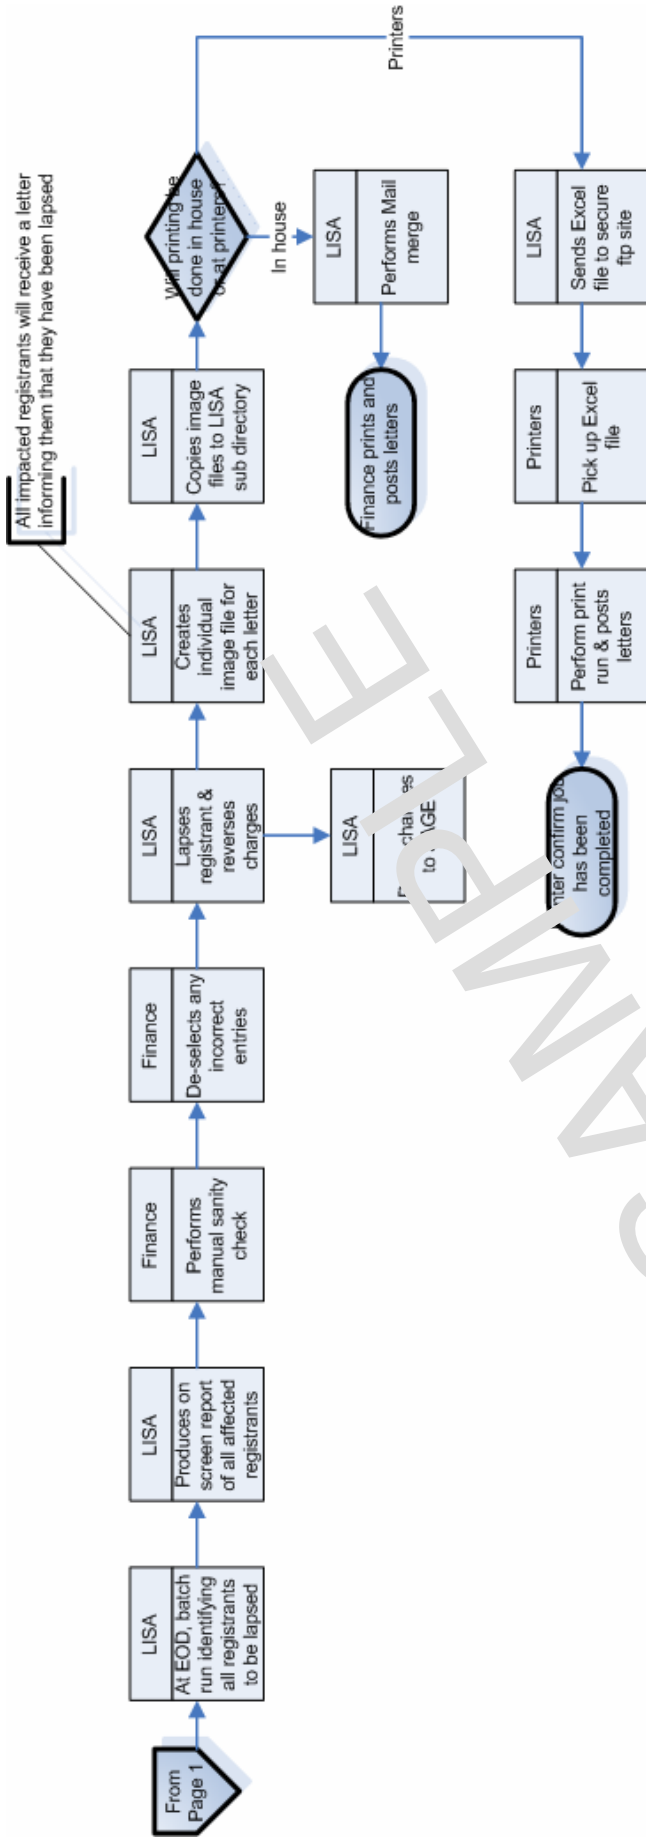 From
Page 1
LISA
At EOD, batch
run identifying
all registrants
to be lapsed
LISA
Produces on
screen report
of all affected
registrants
Finance
Performs
manual sanity
check
Finance
De-selects any
incorrect
entries
LISA
Lapses
registrant &
reverses
charges
LISA
to
LISA
Creates
individual
image file for
each letter
All impacted registrants will receive a letter
informing them that they have been lapsed
LISA
Copies image
files to LISA
sub directory
Will printing be
done in house
or at printers?
In house
Printers
LISA
Performs Mail
merge
Finance prints and
posts letters
LISA
Sends Excel
file to secure
ftp site
Printers
Pick up Excel
file
Printers
Perform print
run & posts
letters
confirm job
has been
completed